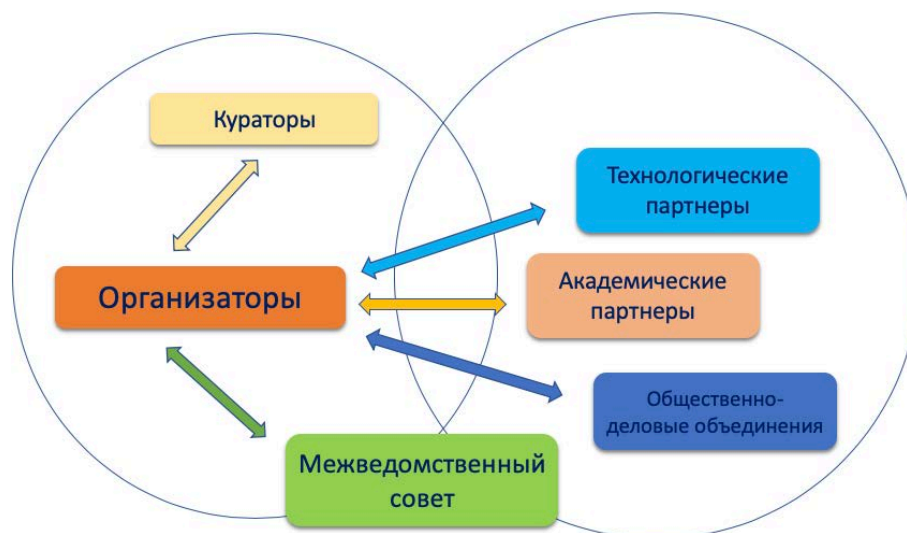 Кураторы
Технологические
партнеры
Организаторы
Академические
партнеры
Общественно-
деловые объединения
Межведомственный
совет